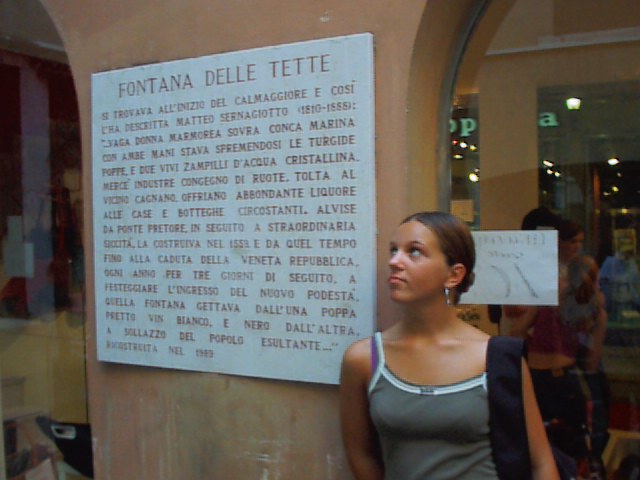 FONTANA DELLE TETTE
SI TROVAVA ALL'INIZIO DEL CALMAGGIORE E COSÌ
L'HA DESCRITTA MATTEO SERNAGIOTTO (1810-1888):
"..VAGA DONNA MARMOREA SOVRA CONCA MARINA
CON AMBE MANI STAVA SPREMENDOSI LE TURGIDE
POPPE, E DUE VIVI ZAMPILLI D'ACQUA CRISTALLINA,
MERCÈ INDUSTRE CONGEGNO DI RUOTE, TOLTA AL
VICINO CAGNANO, OFFRIANO ABBONDANTE LIQUORE
ALLE CASE E BOTTEGHE CIRCOSTANTI. ALVISE
DA PONTE PRETORE, IN SEGUITO A STRAORDINARIA
SICCITÀ, LA COSTRUIVA NEL 1559 E DA QUEL TEMPO
FINO ALLA CADUTA DELLA VENETA REPUBBLICA,
OGNI ANNO PER TRE GIORNI DI SEGUITO, A
FESTEGGIARE L'INGRESSO DEL NUOVO PODESTÀ,
QUELLA FONTANA GETTAVA DALL'UNA POPPA
PRETTO VIN BIANCO, E NERO DALL'ALTRA,
A SOLLAZZO DEL POPOLO ESULTANTE..."
RICOSTRUITA NEL 1989